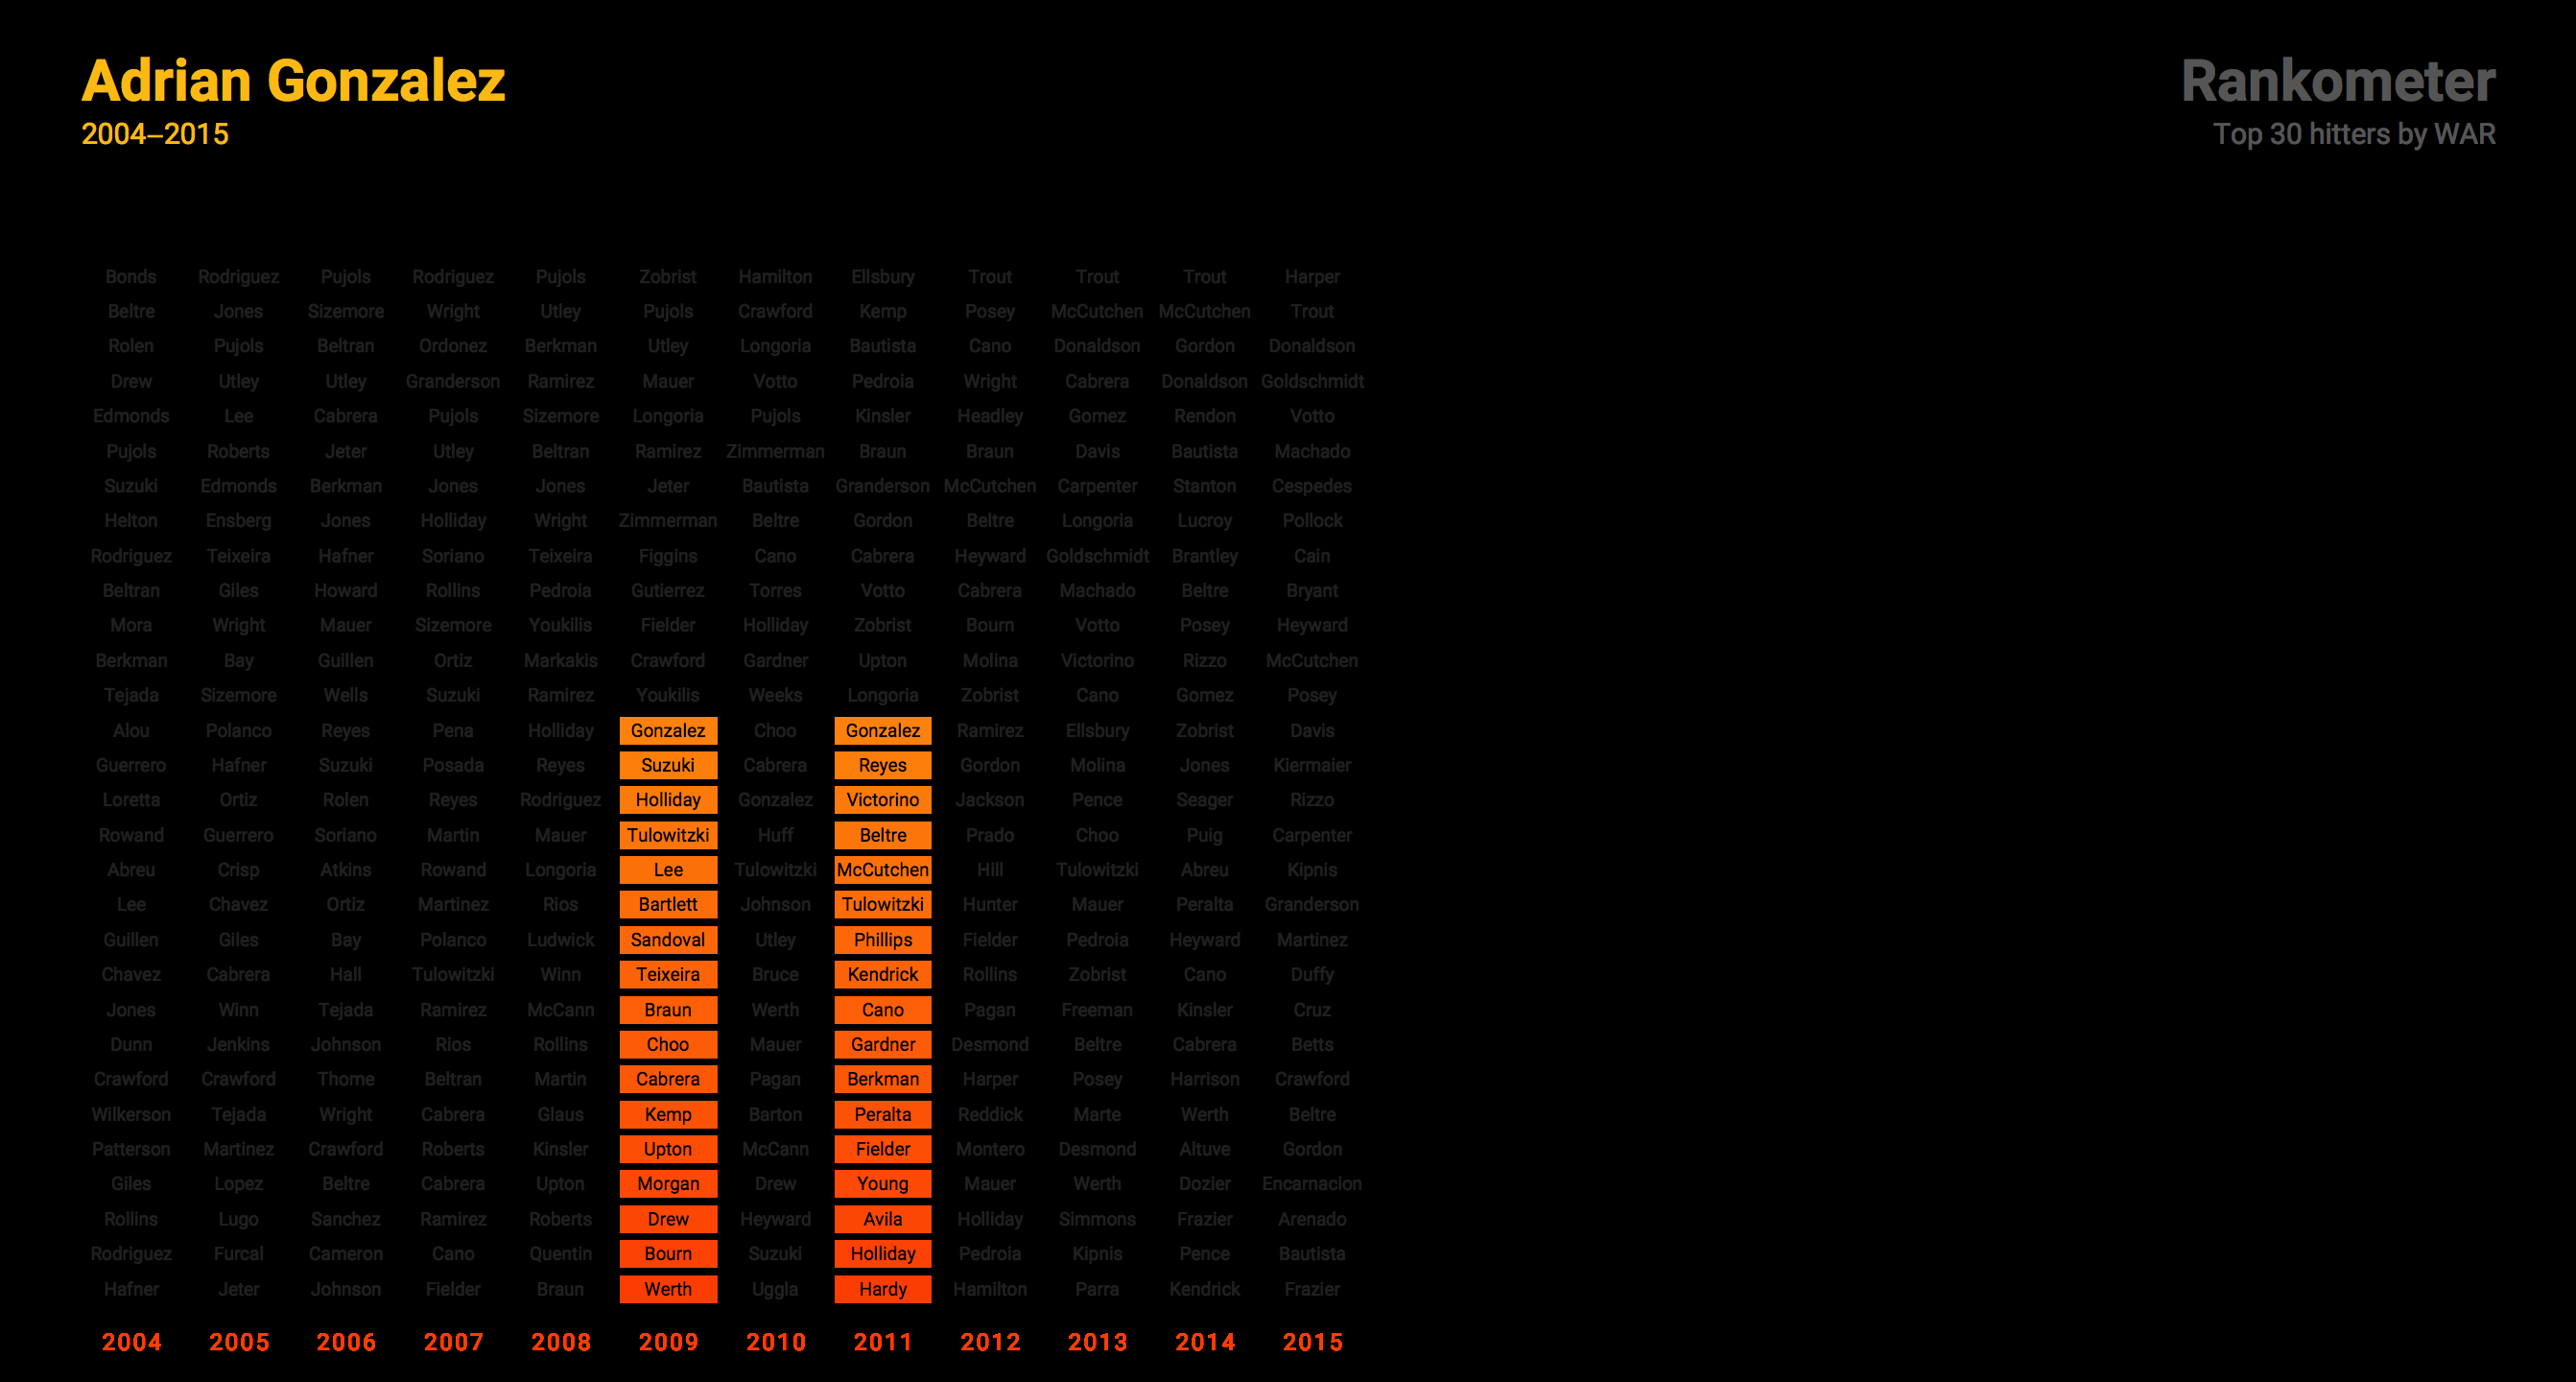 Adrian Gonzalez
2004–2015
Rankometer
Top 30 hitters by WAR
Bonds Rodriguez Pujols Rodriguez Pujols Zobrist Hamilton Ellsbury Trout Trout Trout Harper
Beltre Jones Sizemore Wright Utley Pujols Crawford Kemp Posey McCutchen McCutchen Trout
Rolen Pujols Beltran Ordonez Berkman Utley Longoria Bautista Cano Donaldson Gordon Donaldson
Drew Utley Utley Granderson Ramirez Mauer Votto Pedroia Wright Cabrera Donaldson Goldschmidt
Edmonds Lee Cabrera Pujols Sizemore Longoria Pujols Kinsler Headley Gomez Rendon Votto
Pujols Roberts Jeter Utley Beltran Ramirez Zimmerman Braun Braun Davis Bautista Machado
Suzuki Edmonds Berkman Jones Jones Jeter Bautista Granderson McCutchen Carpenter Stanton Cespedes
Helton Ensberg Jones Holliday Wright Zimmerman Beltre Gordon Beltre Longoria Lucroy Pollock
Rodriguez Teixeira Hafner Soriano Teixeira Figgins Cano Cabrera Heyward Goldschmidt Brantley Cain
Beltran Giles Howard Rollins Pedroia Gutierrez Torres Votto Cabrera Machado Beltre Bryant
Mora Wright Mauer Sizemore Youkilis Fielder Holliday Zobrist Bourn Votto Posey Heyward
Berkman Bay Guillen Ortiz Markakis Crawford Gardner Upton Molina Victorino Rizzo McCutchen
Tejada Sizemore Wells Suzuki Ramirez Youkilis Weeks Longoria Zobrist Cano Gomez Posey
Alou Polanco Reyes Pena Holliday Gonzalez Choo Gonzalez Ramirez Ellsbury Zobrist Davis
Guerrero Hafner Suzuki Posada Reyes Suzuki Cabrera Reyes Gordon Molina Jones Kiermaier
Loretta Ortiz Rolen Reyes Rodriguez Holliday Gonzalez Victorino Jackson Pence Seager Rizzo
Rowand Guerrero Soriano Martin Mauer Tulowitzki Huff Beltre Prado Choo Puig Carpenter
Abreu Crisp Atkins Rowand Longoria Lee Tulowitzki McCutchen Hill Tulowitzki Abreu Kipnis
Lee Chavez Ortiz Martinez Rios Bartlett Johnson Tulowitzki Hunter Mauer Peralta Granderson
Guillen Giles Bay Polanco Ludwick Sandoval Utley Phillips Fielder Pedroia Heyward Martinez
Chavez Cabrera Hall Tulowitzki Winn Teixeira Bruce Kendrick Rollins Zobrist Cano Duffy
Jones Winn Tejada Ramirez McCann Braun Werth Cano Pagan Freeman Kinsler Cruz
Dunn Jenkins Johnson Rios Rollins Choo Mauer Gardner Desmond Beltre Cabrera Betts
Crawford Crawford Thome Beltran Martin Cabrera Pagan Berkman Harper Posey Harrison Crawford
Wilkerson Tejada Wright Cabrera Glaus Kemp Barton Peralta Reddick Marte Werth Beltre
Patterson Martinez Crawford Roberts Kinsler Upton McCann Fielder Montero Desmond Altuve Gordon
Giles Lopez Beltre Cabrera Upton Morgan Drew Young Mauer Werth Dozier Encarnacion
Rollins Lugo Sanchez Ramirez Roberts Drew Heyward Avila Holliday Simmons Frazier Arenado
Rodriguez Furcal Cameron Cano Quentin Bourn Suzuki Holliday Pedroia Kipnis Pence Bautista
Hafner Jeter Johnson Fielder Braun Werth Uggla Hardy Hamilton Parra Kendrick Frazier
2004 2005 2006 2007 2008 2009 2010 2011 2012 2013 2014 2015